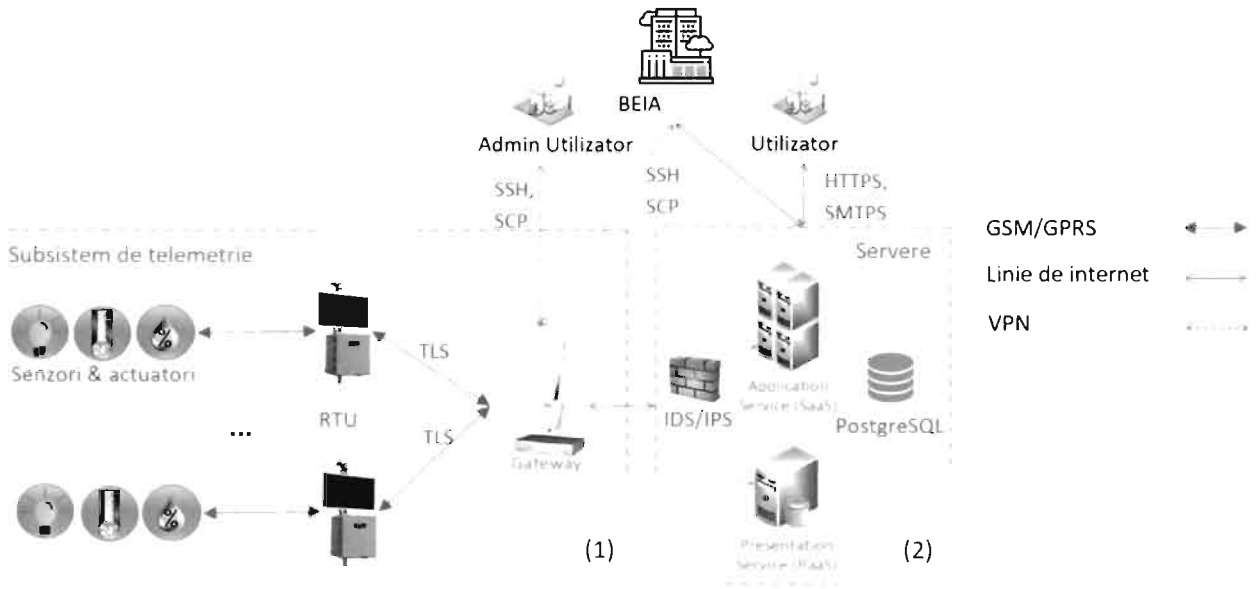 BEIA
Admin Utilizator
Utilizator
SSH,
SCP
SSH
SCP
HTTPS,
SMTPS
GSM/GPRS
Linie de internet
VPN
Subsistem de telemetrie
Servere
Senzori & actuatori
TLS
...
RTU
TLS
Gateway
IDS/IPS
Application
Service (SaaS)
PostgreSQL
Presentation
Service (PaaS)
(1)
(2)